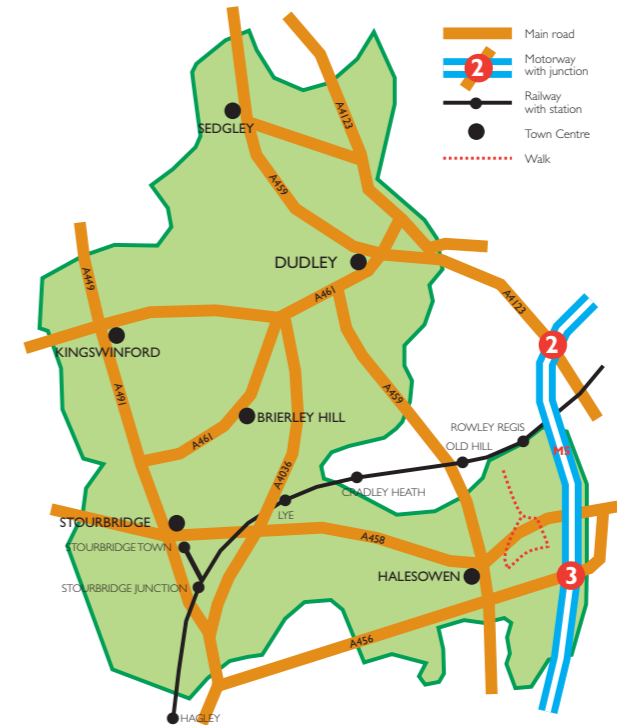 Main road
2
Motorway
with junction
Railway
with station
Town Centre
Walk
SEDGLEY
A4123
A459
DUDLEY
A449
A461
A4123
2
KINGSWINFORD
A491
A459
BRIERLEY HILL
A461
ROWLEY REGIS
OLD HILL
M5
A4036
CRADLEY HEATH
LYE
STOURBRIDGE
A458
STOURBRIDGE TOWN
HALESOWEN
3
STOURBRIDGE JUNCTION
A456
HAGLEY